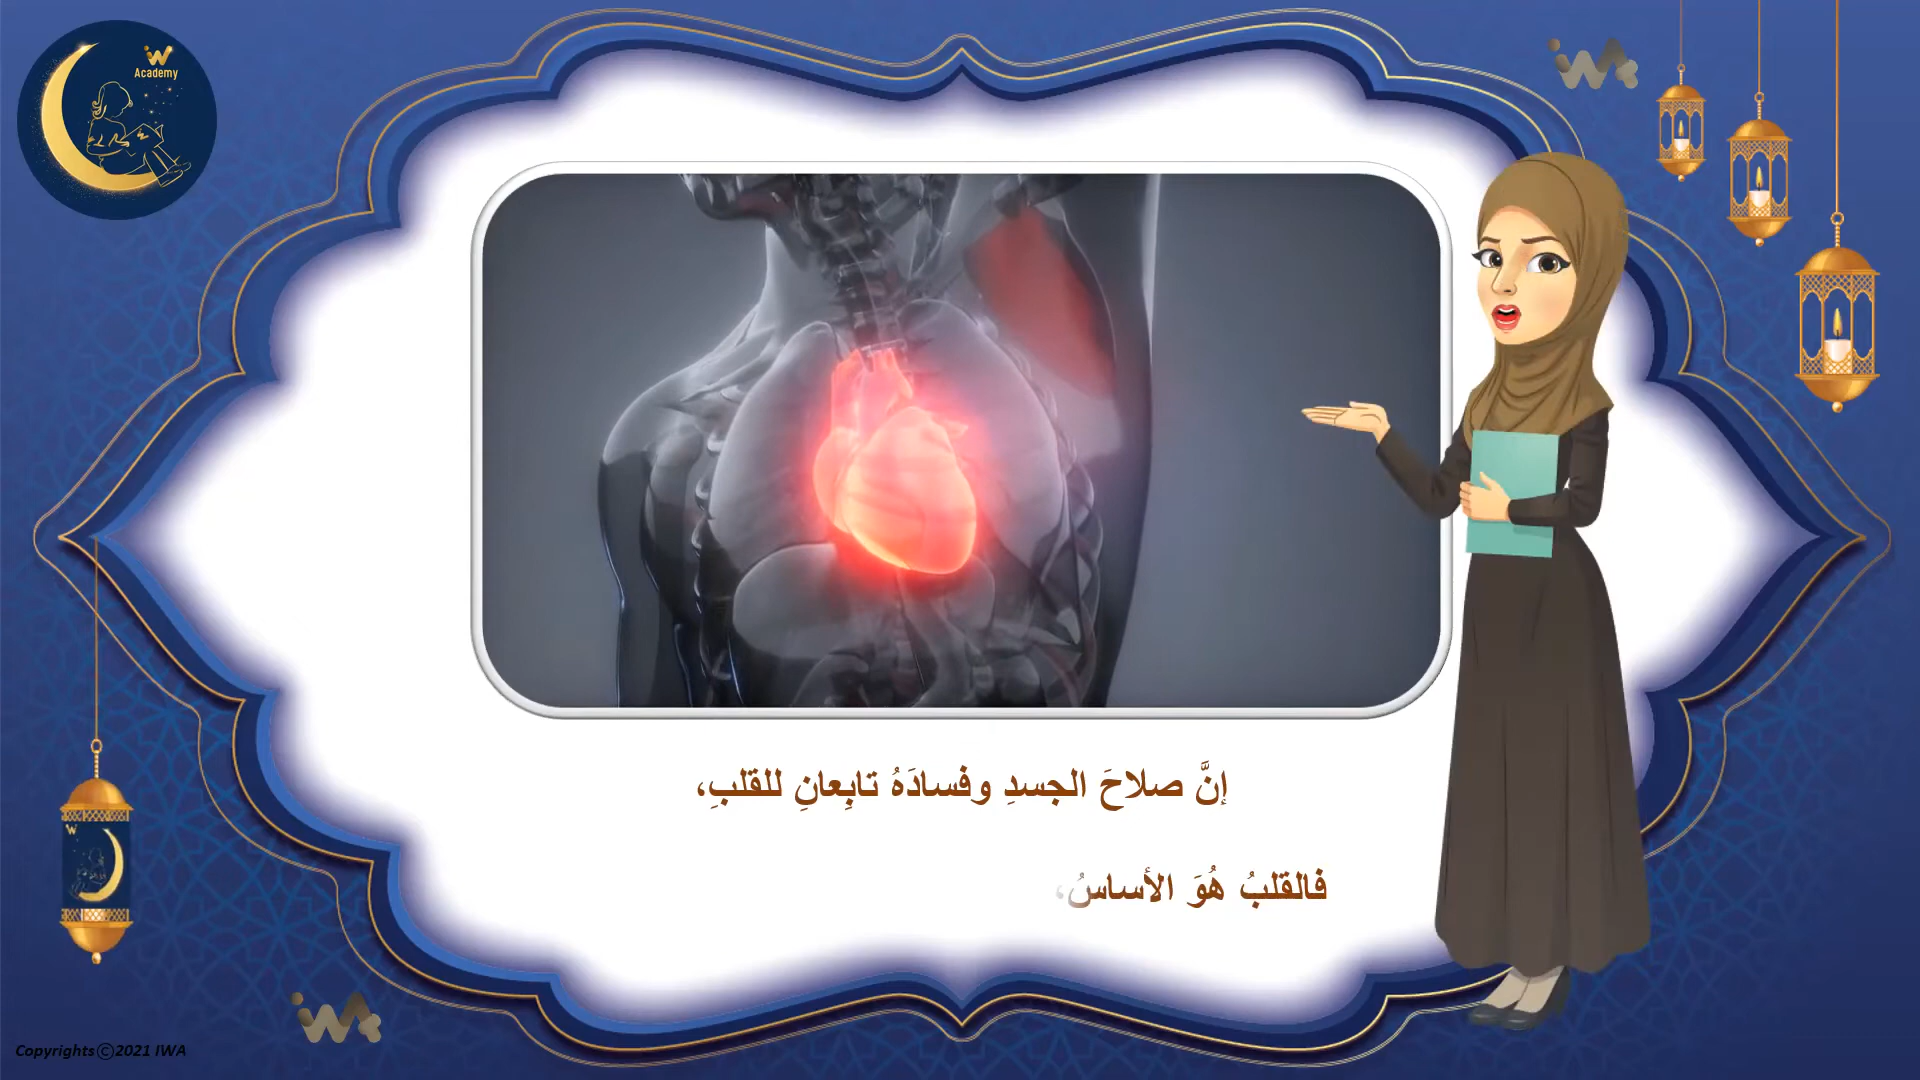 Academy
إنَّ صلاحَ الجسدِ وفسادَهُ تابِعانِ للقلبِ،
فالقلبُ هُوَ الأساسُ،
Copyrights©2021 IWA